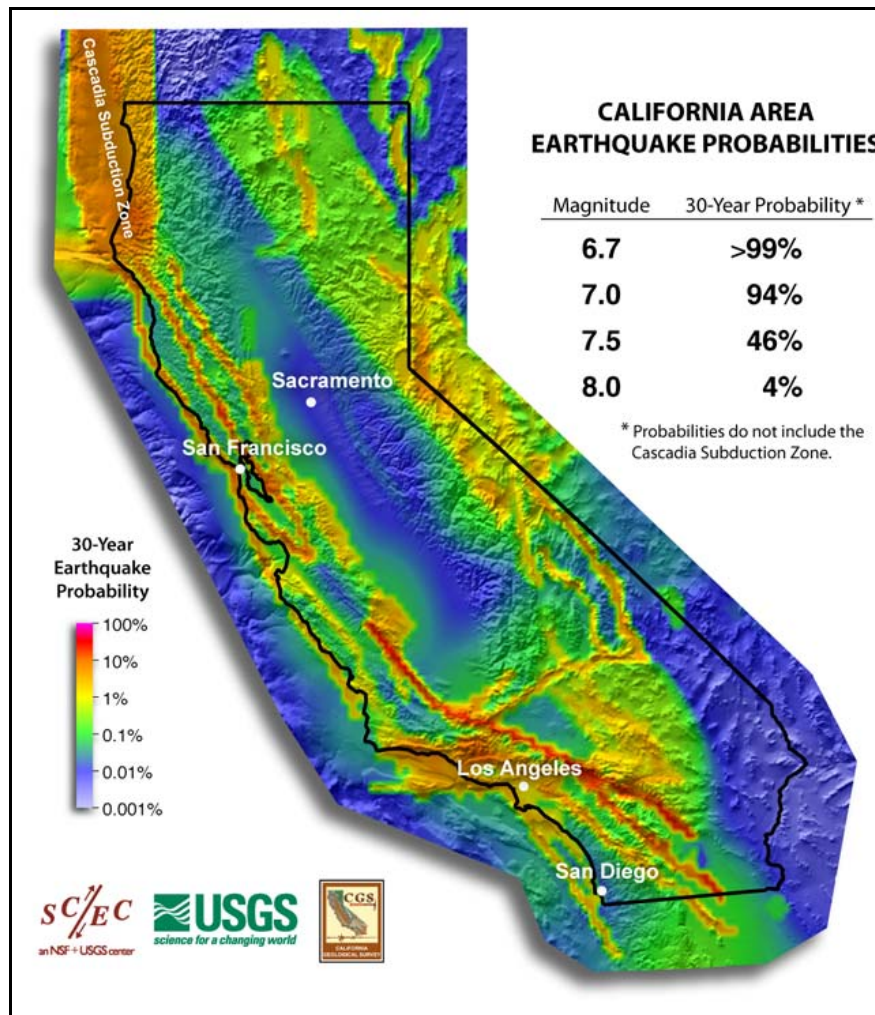 Cascadia Subduction Zone
CALIFORNIA AREA
EARTHQUAKE PROBABILITIES
Magnitude 30-Year Probability *
6.7 >99%
7.0 94%
7.5 46%
8.0 4%
* Probabilities do not include the
Cascadia Subduction Zone.
Sacramento
San Francisco
30-Year
Earthquake
Probability
100%
10%
1%
0.1%
0.01%
0.001%
Los Angeles
San Diego
SC/EC
an NSF+USGS center
USGS
science for a changing world
CGS
CALIFORNIA
GEOLOGICAL SURVEY